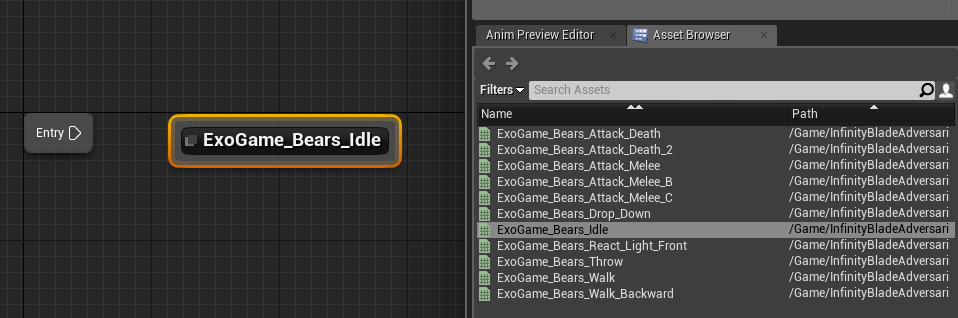 Entry
ExoGame_Bears_Idle
Anim Preview Editor
Asset Browser
Filters
Search Assets
Name Path
ExoGame_Bears_Attack_Death /Game/InfinityBladeAdversari
ExoGame_Bears_Attack_Death_2 /Game/InfinityBladeAdversari
ExoGame_Bears_Attack_Melee /Game/InfinityBladeAdversari
ExoGame_Bears_Attack_Melee_B /Game/InfinityBladeAdversari
ExoGame_Bears_Attack_Melee_C /Game/InfinityBladeAdversari
ExoGame_Bears_Drop_Down /Game/InfinityBladeAdversari
ExoGame_Bears_Idle /Game/InfinityBladeAdversari
ExoGame_Bears_React_Light_Front /Game/InfinityBladeAdversari
ExoGame_Bears_Throw /Game/InfinityBladeAdversari
ExoGame_Bears_Walk /Game/InfinityBladeAdversari
ExoGame_Bears_Walk_Backward /Game/InfinityBladeAdversari